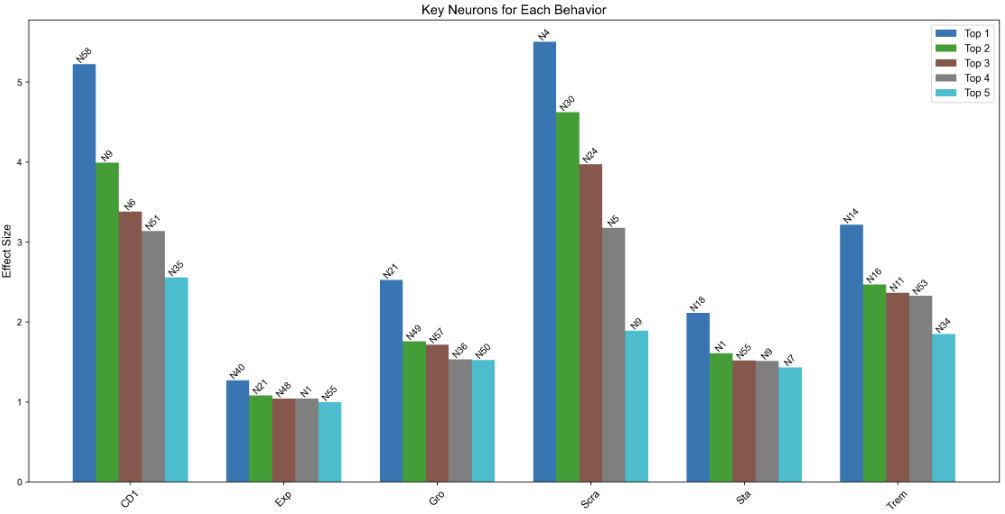 Key Neurons for Each Behavior
Top 1
Top 2
Top 3
Top 4
Top 5
Effect Size
5
4
3
2
1
0
N58
N9
N6
N51
N35
N40
N21
N48
N1
N55
N21
N49
N57
N36
N50
N4
N30
N24
N5
N9
N18
N1
N55
N9
N7
N14
N16
N11
N53
N34
CD1
Exp
Gro
Scra
Sta
Trem